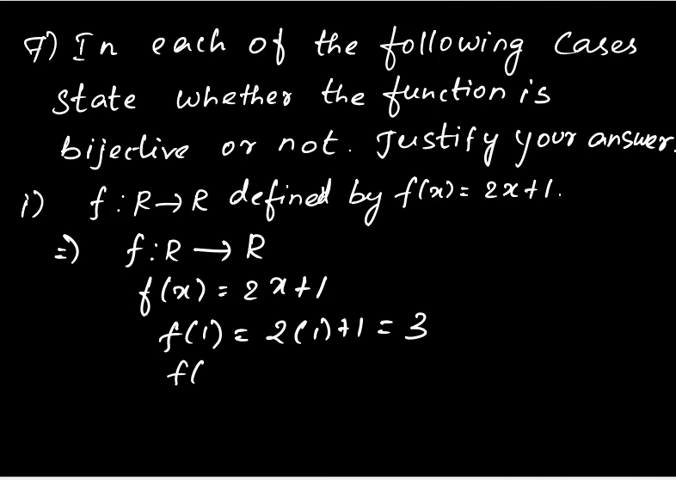 7) In each of the following cases
state whether the function is
bijective or not. Justify your answer.
i) f : R → R defined by f(x) = 2x+1.
=) f : R → R
f(x) = 2x+1
f(1) = 2(1)+1 = 3
f(